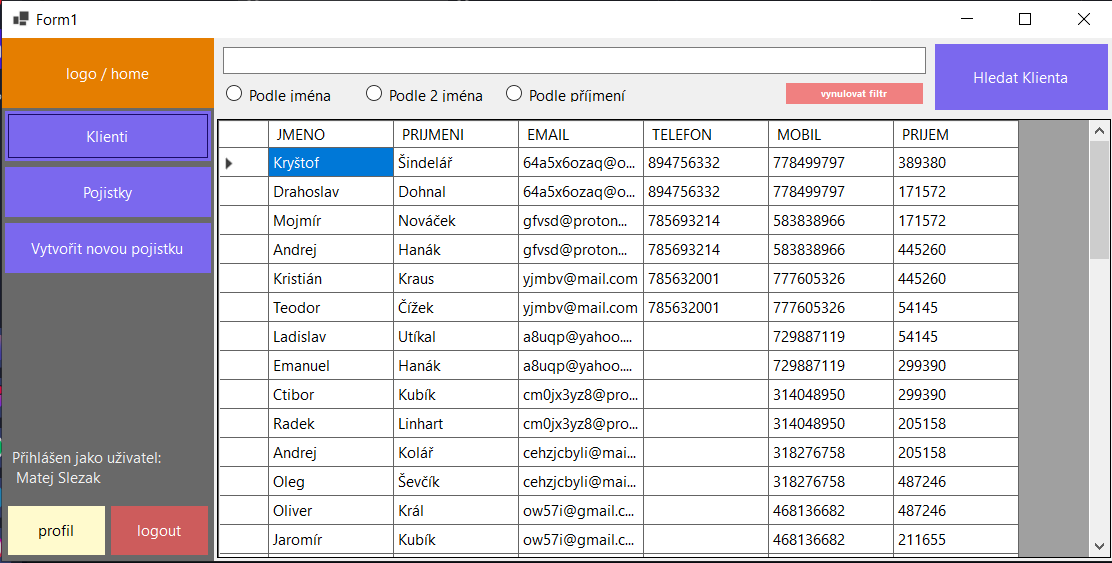 Form1
logo / home
Hledat Klienta
Podle jména Podle 2 jména Podle příjmení
vynulovat filtr
Klienti
Pojistky
Vytvořit novou pojistku
JMENO PRIJMENI EMAIL TELEFON MOBIL PRIJEM
Kryštof Šindelář 64a5x6ozaq@o... 894756332 778499797 389380
Drahoslav Dohnal 64a5x6ozaq@o... 894756332 778499797 171572
Mojmír Nováček gfvsd@proton... 785693214 583838966 171572
Andrej Hanák gfvsd@proton... 785693214 583838966 445260
Kristián Kraus yjmbv@mail.com 785632001 777605326 445260
Teodor Čížek yjmbv@mail.com 785632001 777605326 54145
Ladislav Utíkal a8uqp@yahoo.... 729887119 54145
Emanuel Hanák a8uqp@yahoo.... 729887119 299390
Ctibor Kubík cm0jx3yz8@pro... 314048950 299390
Radek Linhart cm0jx3yz8@pro... 314048950 205158
Andrej Kolář cehzjcbyli@mai... 318276758 205158
Oleg Ševčík cehzjcbyli@mai... 318276758 487246
Oliver Král ow57i@gmail.c... 468136682 487246
Jaromír Kubík ow57i@gmail.c... 468136682 211655
Přihlášen jako uživatel:
Matej Slezak
profil
logout